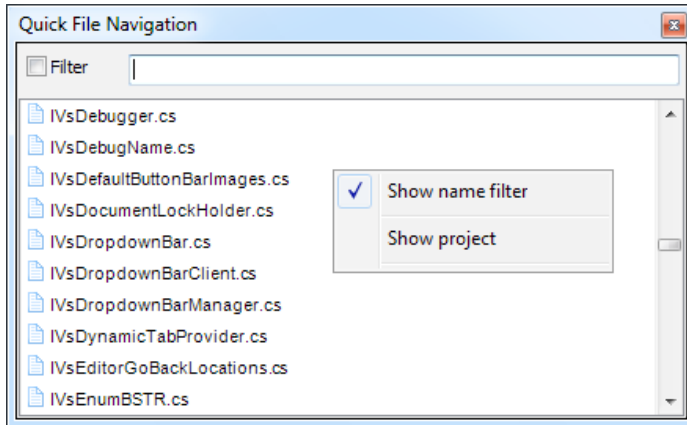 Quick File Navigation
Filter
IVsDebugger.cs
IVsDebugName.cs
IVsDefaultButtonBarImages.cs
IVsDocumentLockHolder.cs
IVsDropdownBar.cs
IVsDropdownBarClient.cs
IVsDropdownBarManager.cs
IVsDynamicTabProvider.cs
IVsEditorGoBackLocations.cs
IVsEnumBSTR.cs
Show name filter
Show project